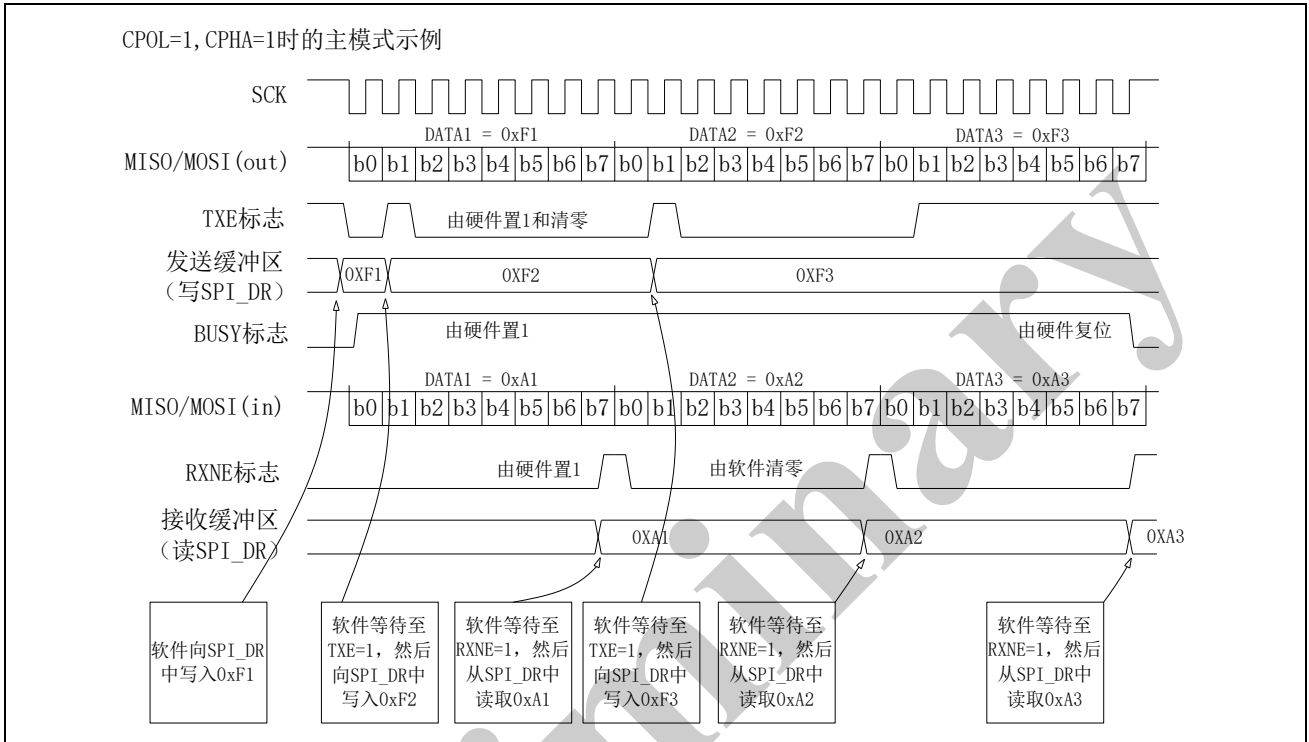 CPOL=1,CPHA=1时的主模式示例
SCK
DATA1 = 0xF1 DATA2 = 0xF2 DATA3 = 0xF3
MISO/MOSI(out) b0 b1 b2 b3 b4 b5 b6 b7 b0 b1 b2 b3 b4 b5 b6 b7 b0 b1 b2 b3 b4 b5 b6 b7
TXE标志 由硬件置1和清零
发送缓冲区
(写SPI_DR)
0XF1 0XF2 0XF3
BUSY标志 由硬件置1 由硬件复位
DATA1 = 0xA1 DATA2 = 0xA2 DATA3 = 0xA3
MISO/MOSI(in) b0 b1 b2 b3 b4 b5 b6 b7 b0 b1 b2 b3 b4 b5 b6 b7 b0 b1 b2 b3 b4 b5 b6 b7
RXNE标志 由硬件置1 由软件清零
接收缓冲区
(读SPI_DR)
0XA1 0XA2 0XA3
软件向SPI_DR
中写入0xF1
软件等待至
TXE=1，然后
向SPI_DR中
写入0xF2
软件等待至
RXNE=1，然后
从SPI_DR中
读取0xA1
软件等待至
TXE=1，然后
向SPI_DR中
写入0xF3
软件等待至
RXNE=1，然后
从SPI_DR中
读取0xA2
软件等待至
RXNE=1，然后
从SPI_DR中
读取0xA3
minary